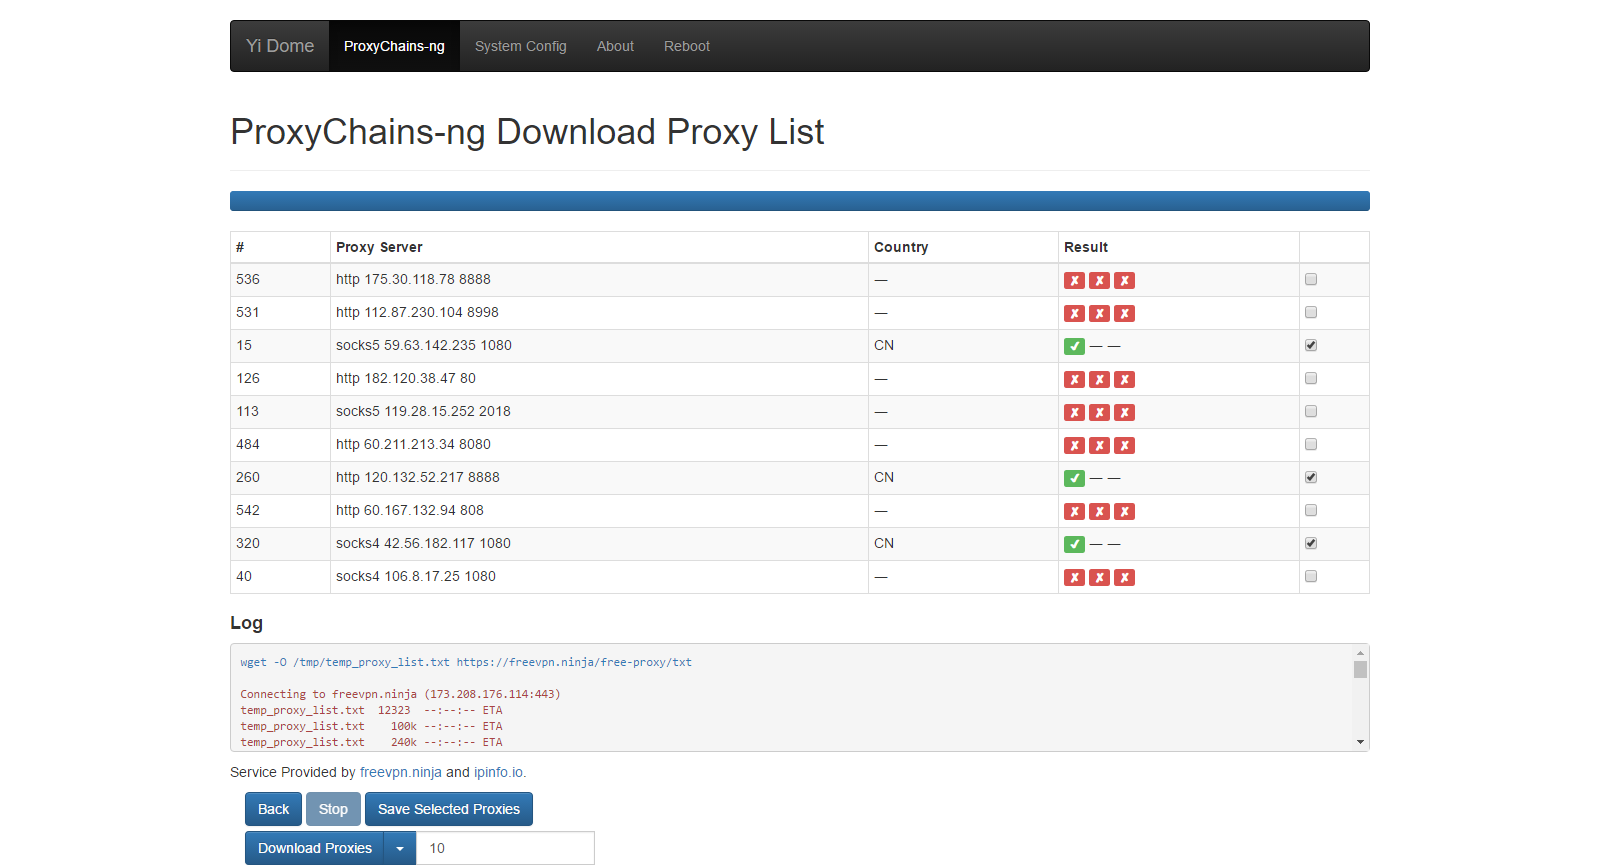 Yi Dome ProxyChains-ng System Config About Reboot
ProxyChains-ng Download Proxy List
# Proxy Server Country Result
536 http 175.30.118.78 8888 — ✘ ✘ ✘
531 http 112.87.230.104 8998 — ✘ ✘ ✘
15 socks5 59.63.142.235 1080 CN ✔ — —
126 http 182.120.38.47 80 — ✘ ✘ ✘
113 socks5 119.28.15.252 2018 — ✘ ✘ ✘
484 http 60.211.213.34 8080 — ✘ ✘ ✘
260 http 120.132.52.217 8888 CN ✔ — —
542 http 60.167.132.94 808 — ✘ ✘ ✘
320 socks4 42.56.182.117 1080 CN ✔ — —
40 socks4 106.8.17.25 1080 — ✘ ✘ ✘
Log
wget -O /tmp/temp_proxy_list.txt https://freevpn.ninja/free-proxy/txt
Connecting to freevpn.ninja (173.208.176.114:443)
temp_proxy_list.txt 12323 --:--:-- ETA
temp_proxy_list.txt 100k --:--:-- ETA
temp_proxy_list.txt 240k --:--:-- ETA
Service Provided by freevpn.ninja and ipinfo.io.
Back Stop Save Selected Proxies
Download Proxies 10